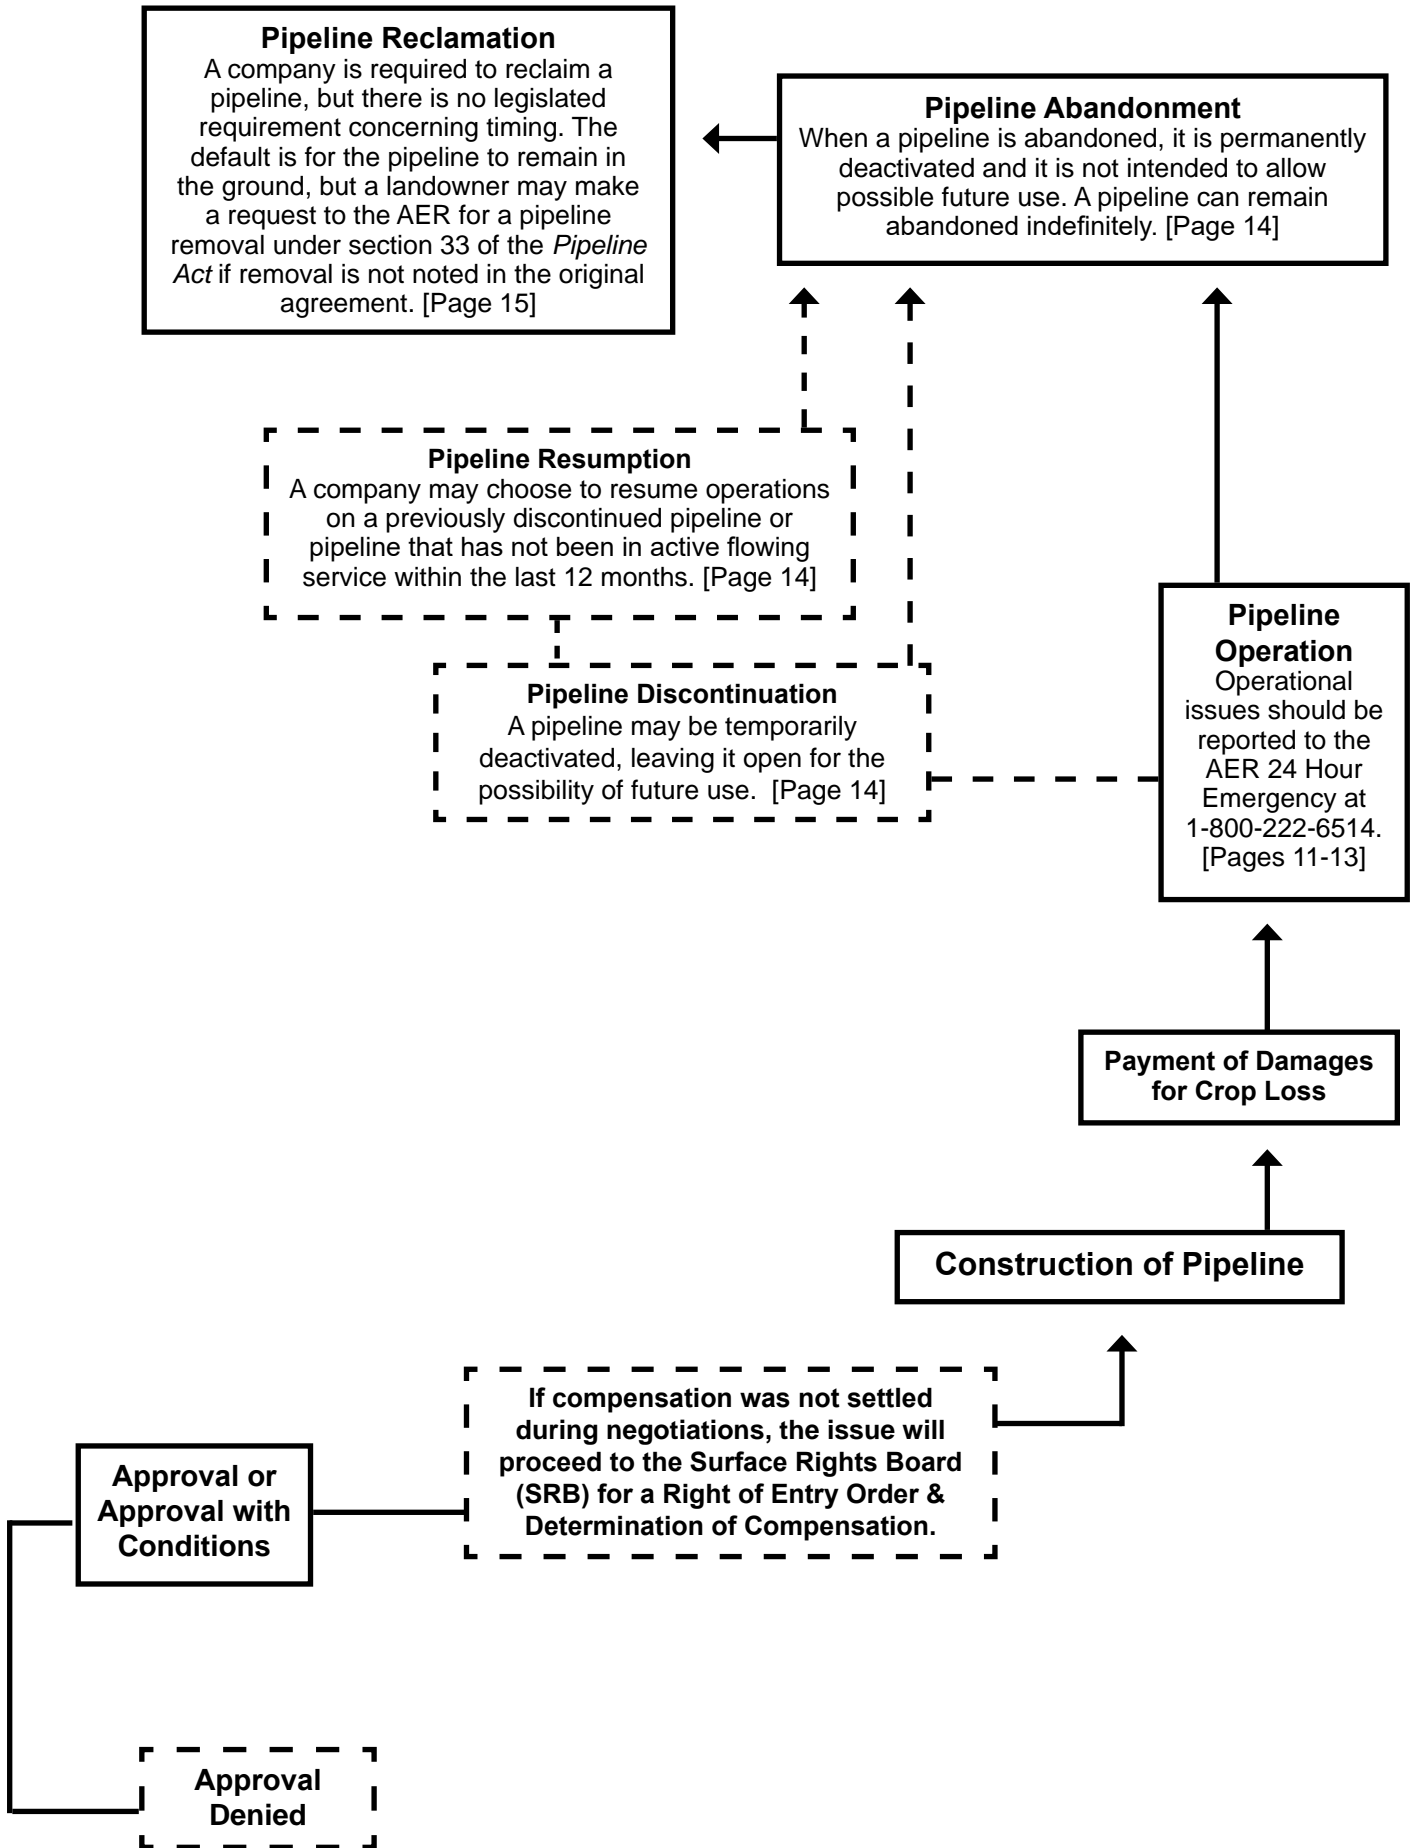 Pipeline Reclamation
A company is required to reclaim a
pipeline, but there is no legislated
requirement concerning timing. The
default is for the pipeline to remain in
the ground, but a landowner may make
a request to the AER for a pipeline
removal under section 33 of the Pipeline
Act if removal is not noted in the original
agreement. [Page 15]
Pipeline Abandonment
When a pipeline is abandoned, it is permanently
deactivated and it is not intended to allow
possible future use. A pipeline can remain
abandoned indefinitely. [Page 14]
Pipeline Resumption
A company may choose to resume operations
on a previously discontinued pipeline or
pipeline that has not been in active flowing
service within the last 12 months. [Page 14]
Pipeline Discontinuation
A pipeline may be temporarily
deactivated, leaving it open for the
possibility of future use. [Page 14]
Pipeline
Operation
Operational
issues should be
reported to the
AER 24 Hour
Emergency at
1-800-222-6514.
[Pages 11-13]
Payment of Damages
for Crop Loss
Construction of Pipeline
If compensation was not settled
during negotiations, the issue will
proceed to the Surface Rights Board
(SRB) for a Right of Entry Order &
Determination of Compensation.
Approval or
Approval with
Conditions
Approval
Denied